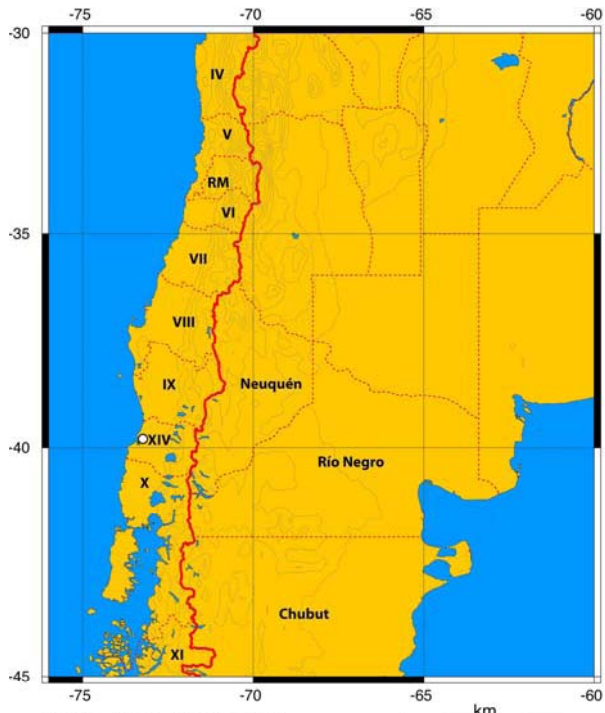 -75 -70 -65 -60
-30
IV
V
RM
VI
-35
VII
VIII
IX
Neuquén
XIV
-40
Río Negro
X
Chubut
XI
-45
-75 -70 -65 -60
km